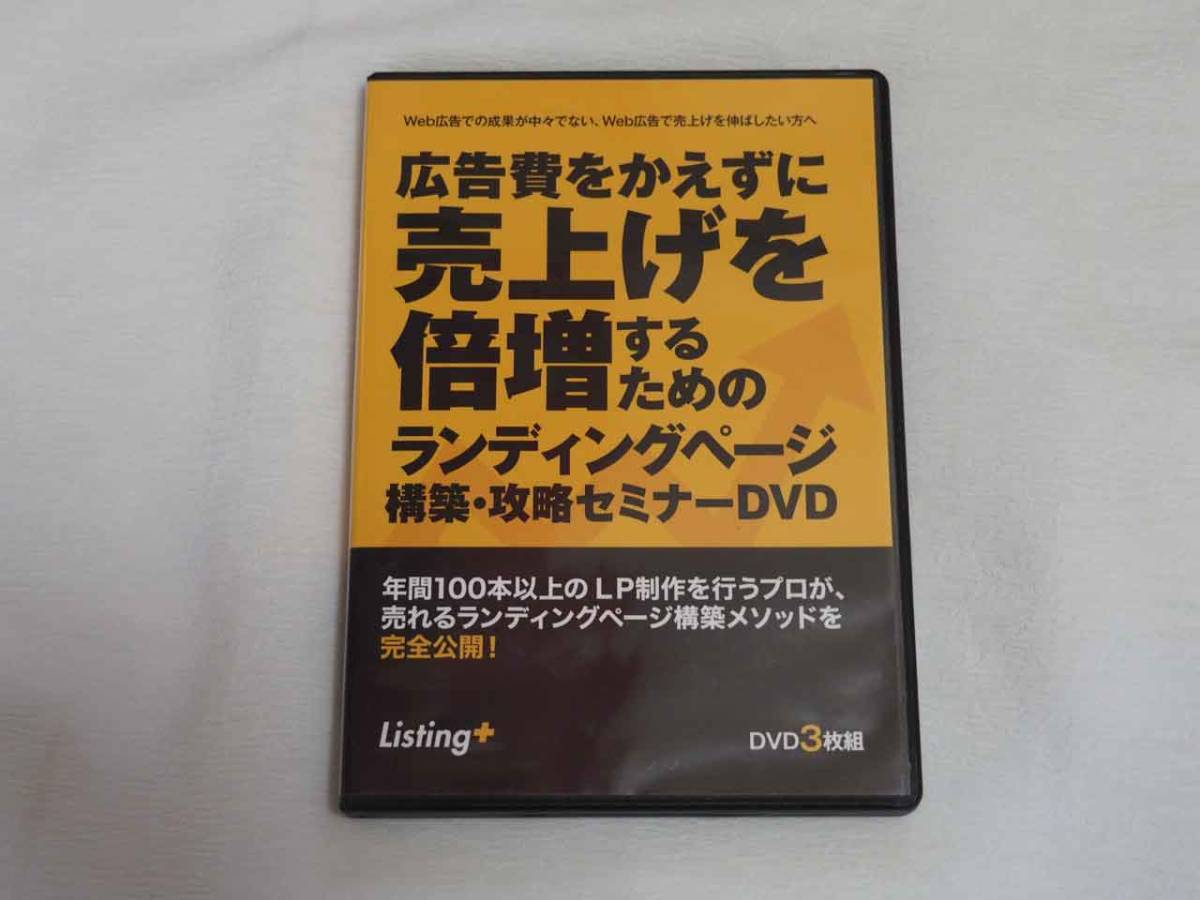 Web広告での成果が中々でない、Web広告で売上げを伸ばしたい方へ
広告費をかえずに
売上げを
倍増する
ための
ランディングページ
構築・攻略セミナーDVD
年間100本以上のLP制作を行うプロが、
売れるランディングページ構築メソッドを
完全公開！
Listing+
DVD3枚組